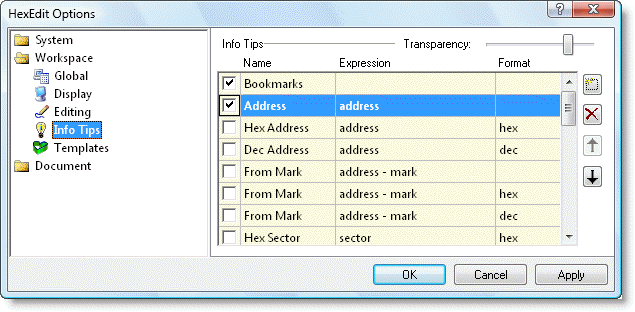 HexEdit Options
System
Workspace
Global
Display
Editing
Info Tips
Templates
Document
Info Tips Transparency:
Name Expression Format
Bookmarks
Address address
Hex Address address hex
Dec Address address dec
From Mark address - mark
From Mark address - mark hex
From Mark address - mark dec
Hex Sector sector hex
OK Cancel Apply